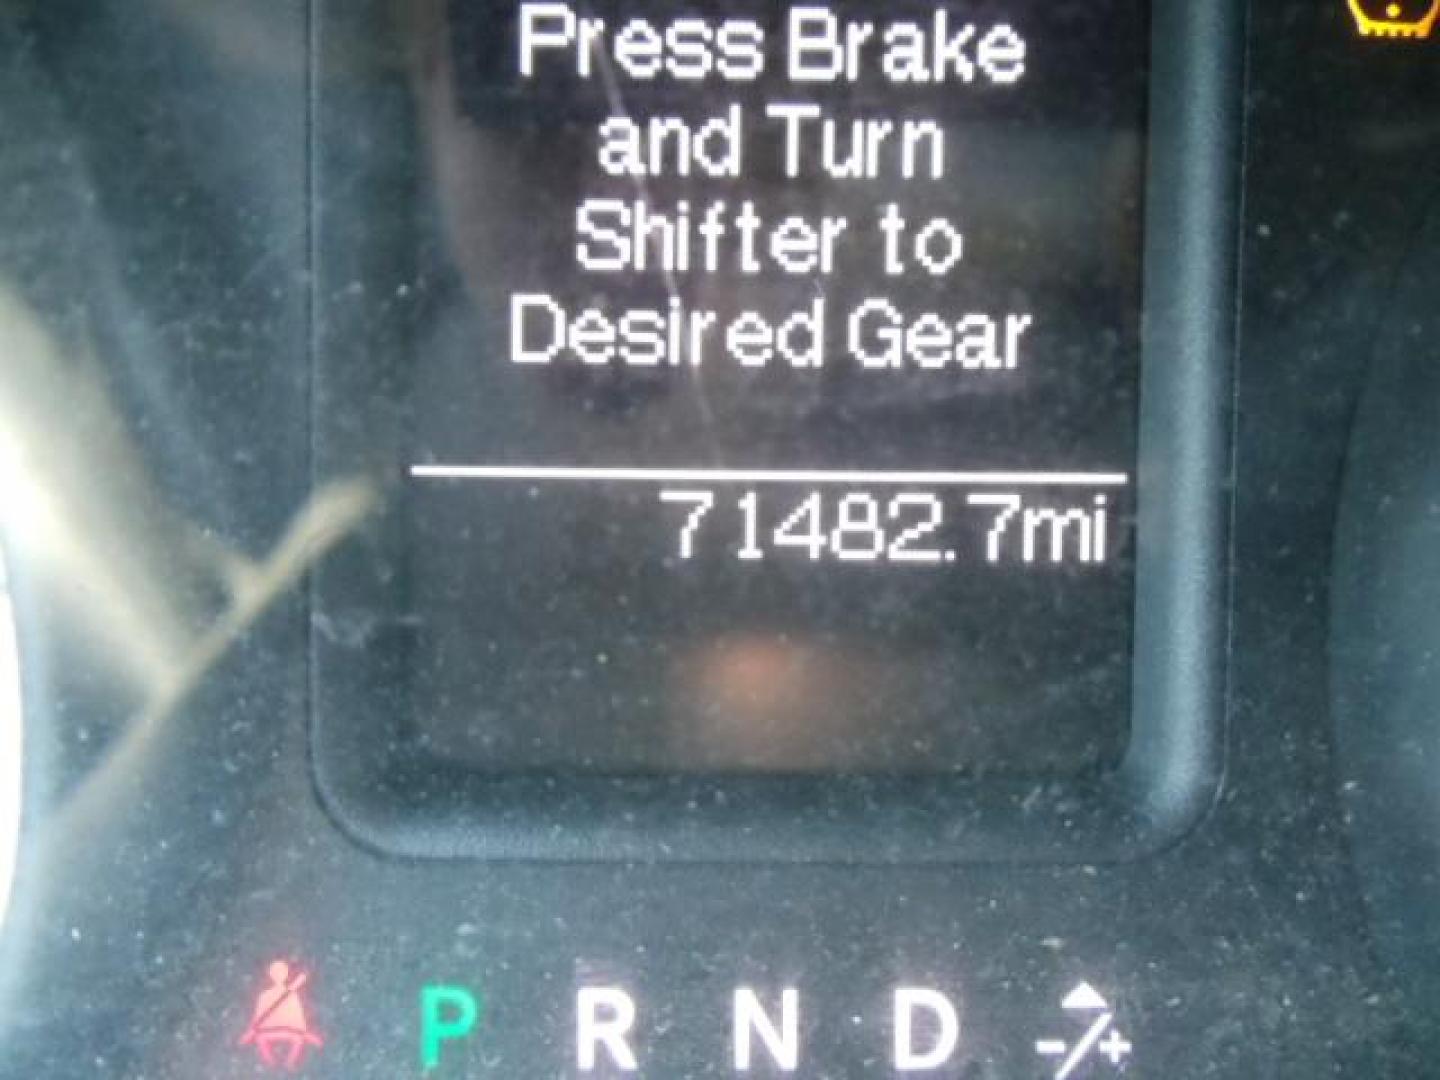 Press Brake
and Turn
Shifter to
Desired Gear
71482.7mi
P R N D -/+